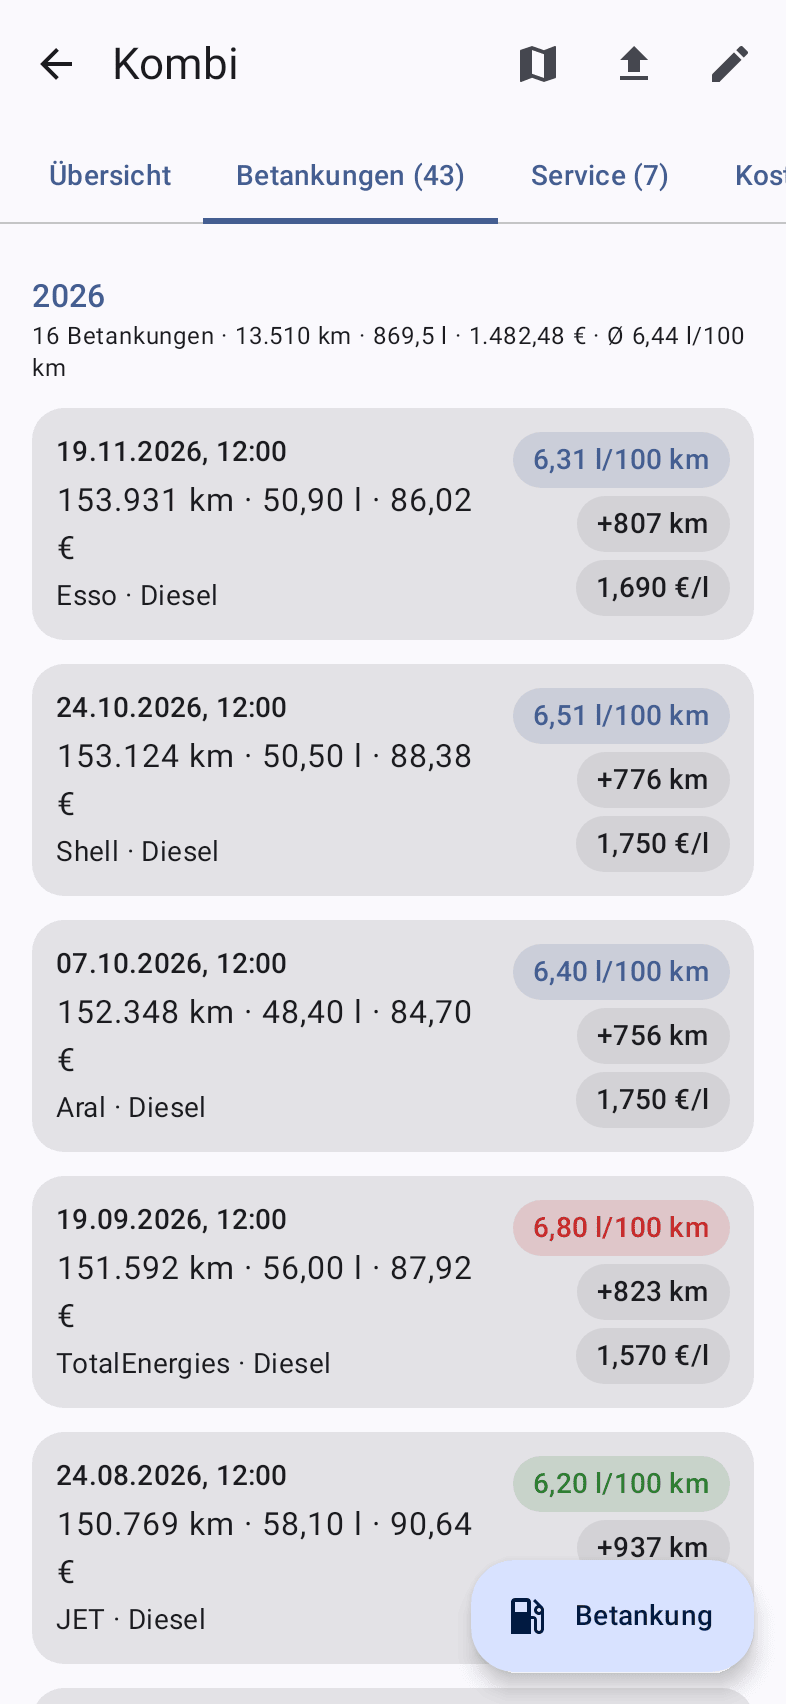 Kombi
Übersicht
Betankungen (43)
Service (7)
Kost
2026
16 Betankungen · 13.510 km · 869,5 l · 1.482,48 € · Ø 6,44 l/100
km
19.11.2026, 12:00
153.931 km · 50,90 l · 86,02
€
Esso · Diesel
6,31 l/100 km
+807 km
1,690 €/l
24.10.2026, 12:00
153.124 km · 50,50 l · 88,38
€
Shell · Diesel
6,51 l/100 km
+776 km
1,750 €/l
07.10.2026, 12:00
152.348 km · 48,40 l · 84,70
€
Aral · Diesel
6,40 l/100 km
+756 km
1,750 €/l
19.09.2026, 12:00
151.592 km · 56,00 l · 87,92
€
TotalEnergies · Diesel
6,80 l/100 km
+823 km
1,570 €/l
24.08.2026, 12:00
150.769 km · 58,10 l · 90,64
€
JET · Diesel
6,20 l/100 km
+937 km
Betankung